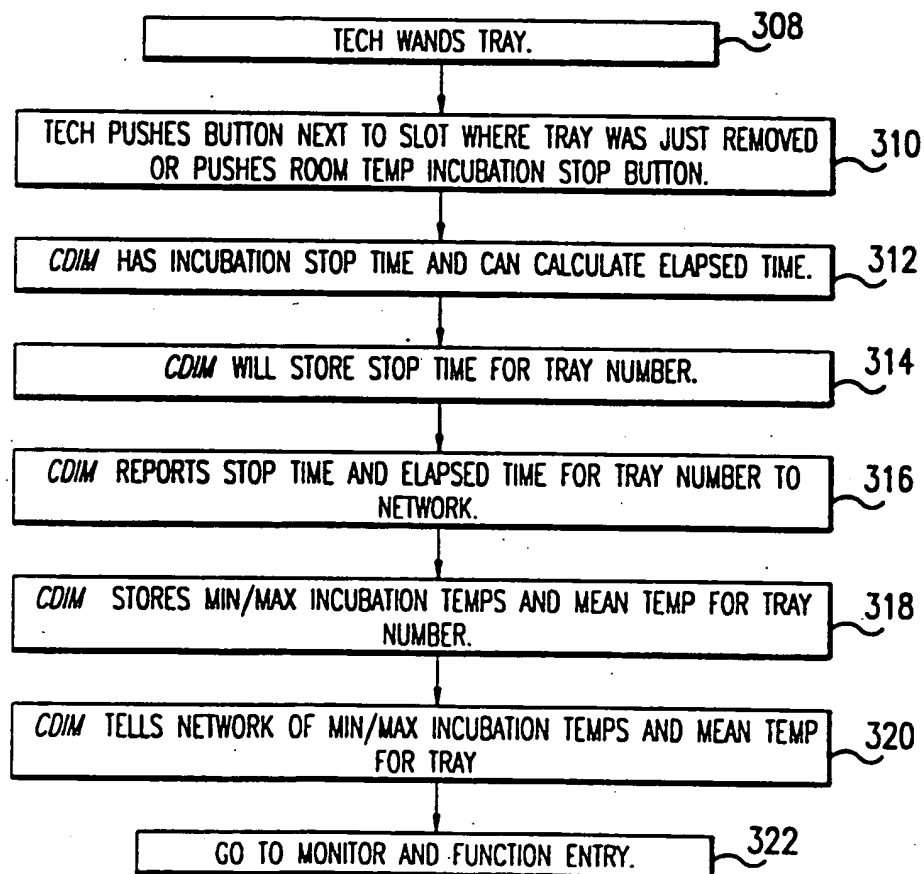 TECH WANDS TRAY.
308
TECH PUSHES BUTTON NEXT TO SLOT WHERE TRAY WAS JUST REMOVED
OR PUSHES ROOM TEMP INCUBATION STOP BUTTON.
310
CDIM HAS INCUBATION STOP TIME AND CAN CALCULATE ELAPSED TIME.
312
CDIM WILL STORE STOP TIME FOR TRAY NUMBER.
314
CDIM REPORTS STOP TIME AND ELAPSED TIME FOR TRAY NUMBER TO
NETWORK.
316
CDIM STORES MIN/MAX INCUBATION TEMPS AND MEAN TEMP FOR TRAY
NUMBER.
318
CDIM TELLS NETWORK OF MIN/MAX INCUBATION TEMPS AND MEAN TEMP
FOR TRAY
320
GO TO MONITOR AND FUNCTION ENTRY.
322